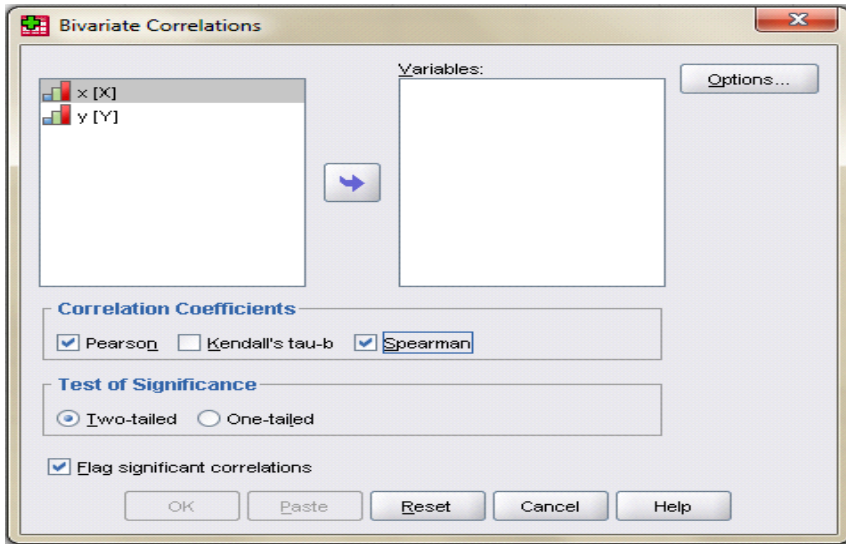 Bivariate Correlations
x [X]
y [Y]
Variables:
Options...
Correlation Coefficients
Pearson Kendall's tau-b Spearman
Test of Significance
Two-tailed One-tailed
Flag significant correlations
OK Paste Reset Cancel Help